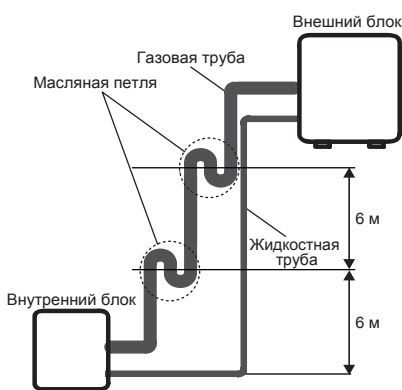 Внешний блок
Газовая труба
Масляная петля
6 м
Жидкостная
труба
Внутренний блок
6 м